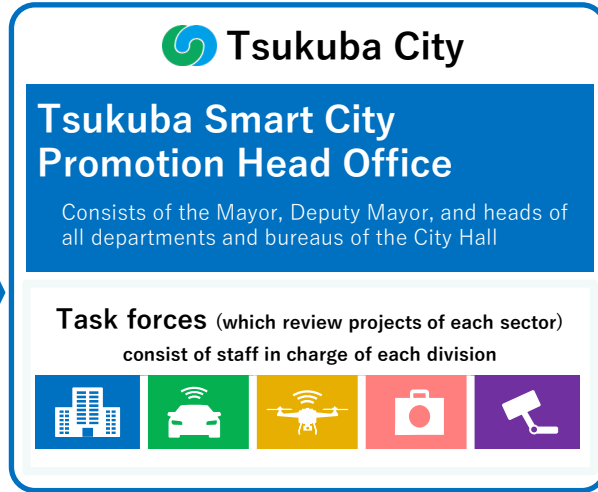 Tsukuba City
Tsukuba Smart City
Promotion Head Office
Consists of the Mayor, Deputy Mayor, and heads of
all departments and bureaus of the City Hall
Task forces (which review projects of each sector)
consist of staff in charge of each division